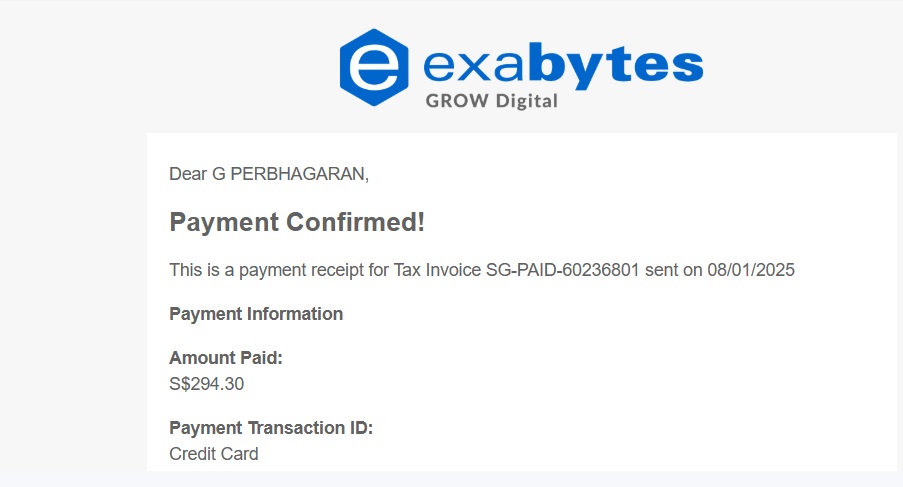 e exabytes
GROW Digital
Dear G PERBHAGARAN,
Payment Confirmed!
This is a payment receipt for Tax Invoice SG-PAID-60236801 sent on 08/01/2025
Payment Information
Amount Paid:
S$294.30
Payment Transaction ID:
Credit Card